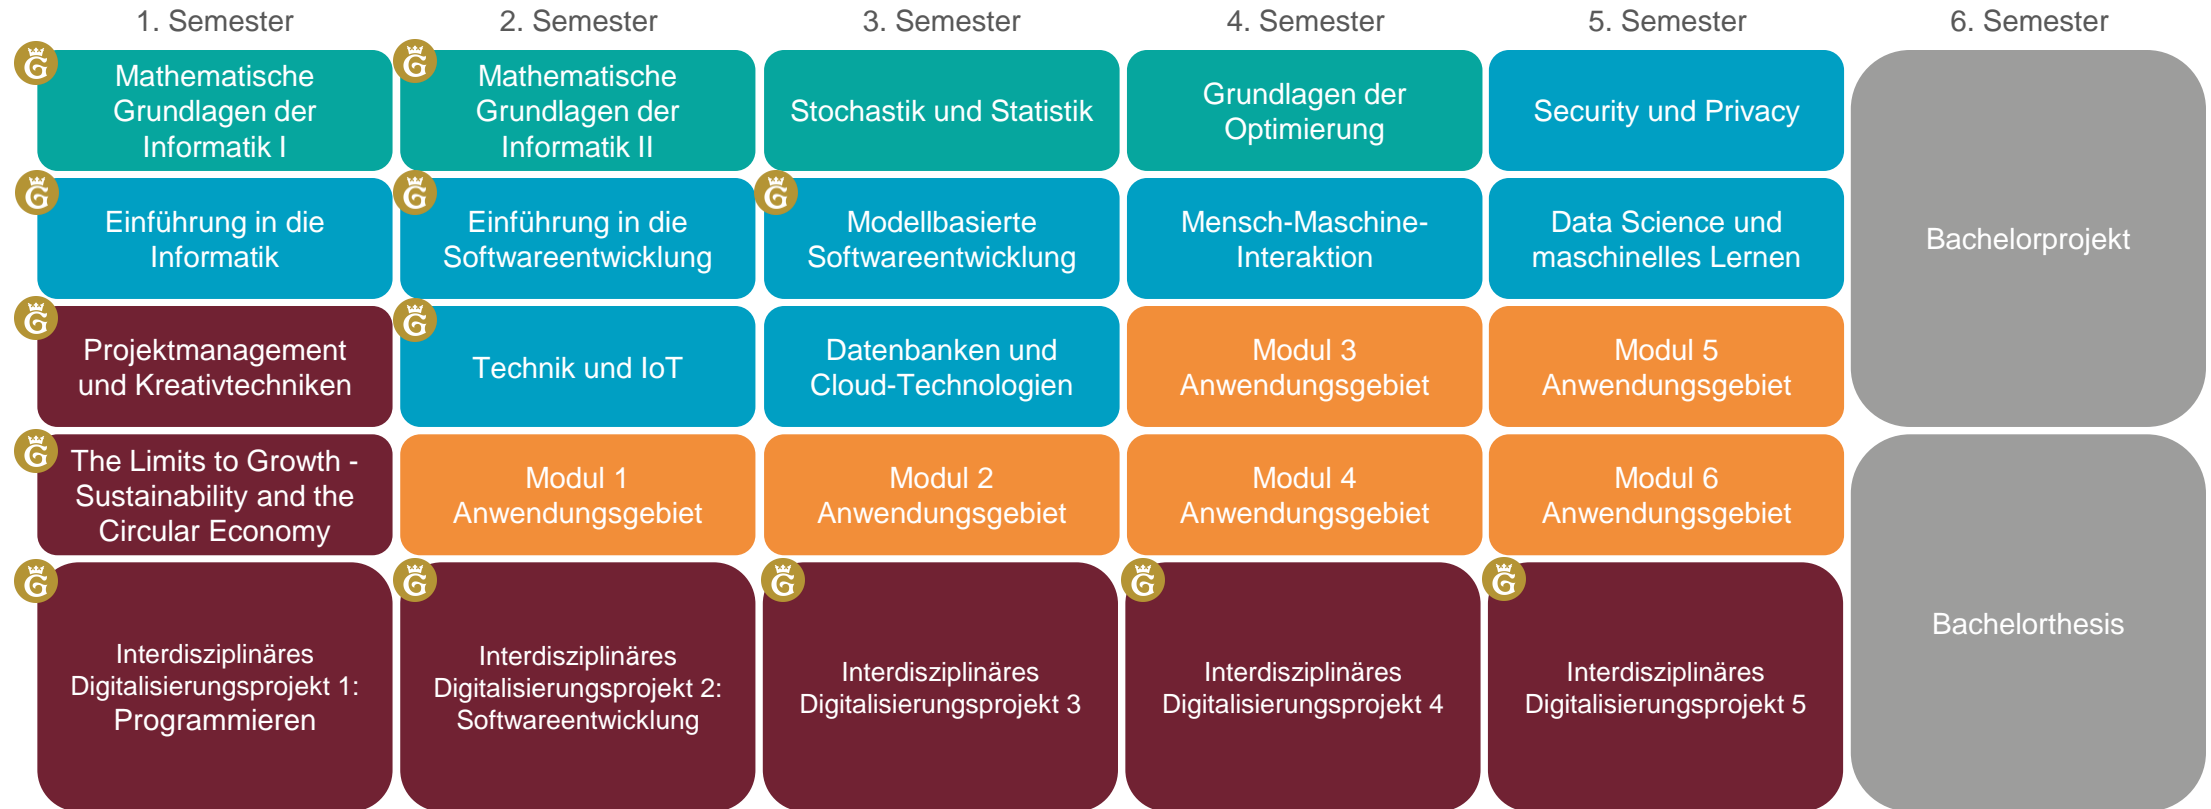 1. Semester
2. Semester
3. Semester
4. Semester
5. Semester
6. Semester
G
Mathematische
Grundlagen der
Informatik I
G
Mathematische
Grundlagen der
Informatik II
Stochastik und Statistik
Grundlagen der
Optimierung
Security und Privacy
G
Einführung in die
Informatik
G
Einführung in die
Softwareentwicklung
G
Modellbasierte
Softwareentwicklung
Mensch-Maschine-
Interaktion
Data Science und
maschinelles Lernen
Bachelorprojekt
G
Projektmanagement
und Kreativtechniken
G
Technik und IoT
Datenbanken und
Cloud-Technologien
Modul 3
Anwendungsgebiet
Modul 5
Anwendungsgebiet
G
The Limits to Growth -
Sustainability and the
Circular Economy
Modul 1
Anwendungsgebiet
Modul 2
Anwendungsgebiet
Modul 4
Anwendungsgebiet
Modul 6
Anwendungsgebiet
G
Interdisziplinäres
Digitalisierungsprojekt 1:
Programmieren
G
Interdisziplinäres
Digitalisierungsprojekt 2:
Softwareentwicklung
G
Interdisziplinäres
Digitalisierungsprojekt 3
G
Interdisziplinäres
Digitalisierungsprojekt 4
G
Interdisziplinäres
Digitalisierungsprojekt 5
Bachelorthesis